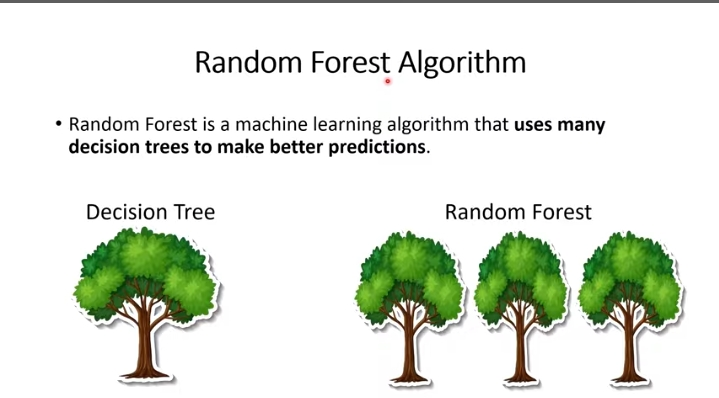 Random Forest Algorithm
• Random Forest is a machine learning algorithm that uses many
decision trees to make better predictions.
Decision Tree
Random Forest